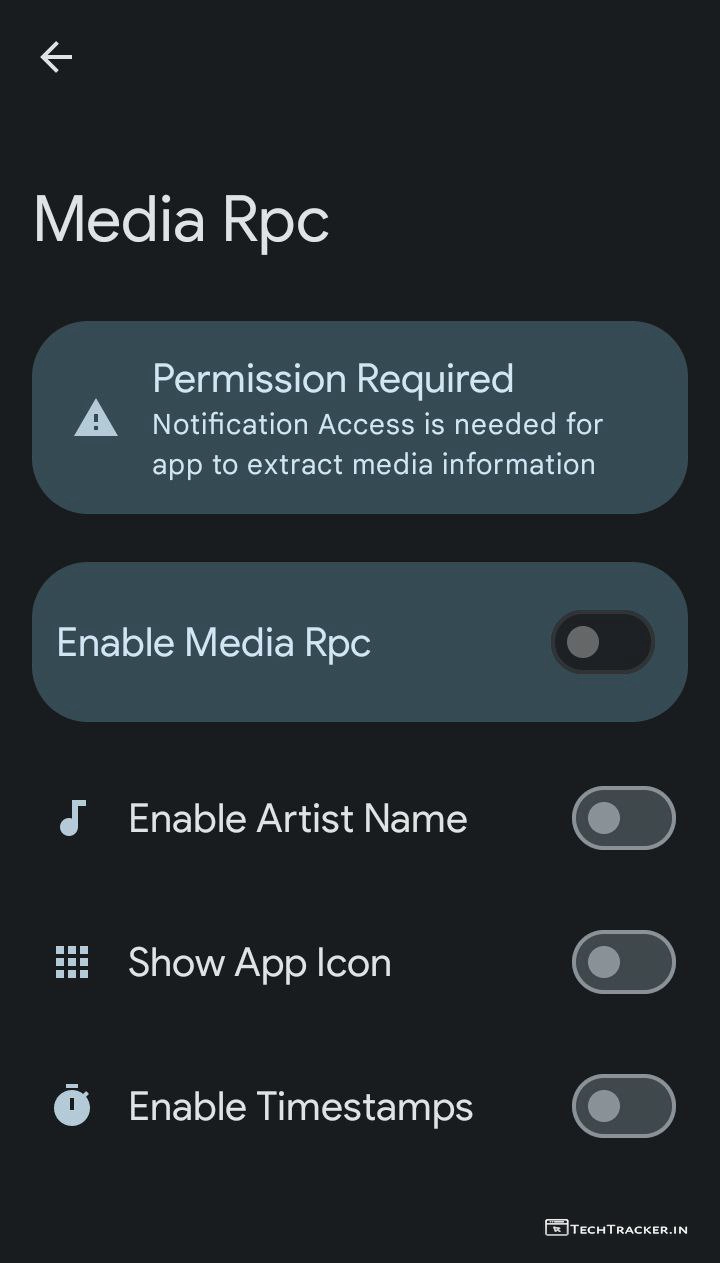 Media Rpc
Permission Required
Notification Access is needed for
app to extract media information
Enable Media Rpc
Enable Artist Name
Show App Icon
Enable Timestamps
TECHTRACKER.IN